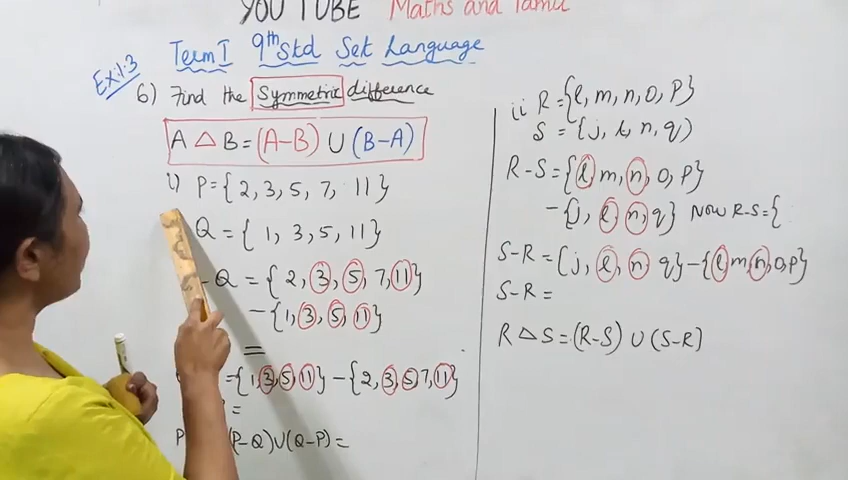 YOU TUBE Maths and Tamil
Term I 9th Std Set Language
Ex:1.3
6) Find the Symmetric difference
A △ B = (A-B) ∪ (B-A)
i) P = {2, 3, 5, 7, 11}
Q = {1, 3, 5, 11}
-Q = {2, 3, 5, 7, 11}
-{1, 3, 5, 11}
=
={1, 3, 5, 11} - {2, 3, 5, 7, 11}
=
P (P-Q)∪(Q-P) =
ii R = {l, m, n, o, p}
S = {j, l, n, q}
R-S = {l m, n, o, p}
-{j, l n, q} Now R-S = {
S-R = {j, l, n q} - {l m, n, o, p}
S-R =
R △ S = (R-S) ∪ (S-R)